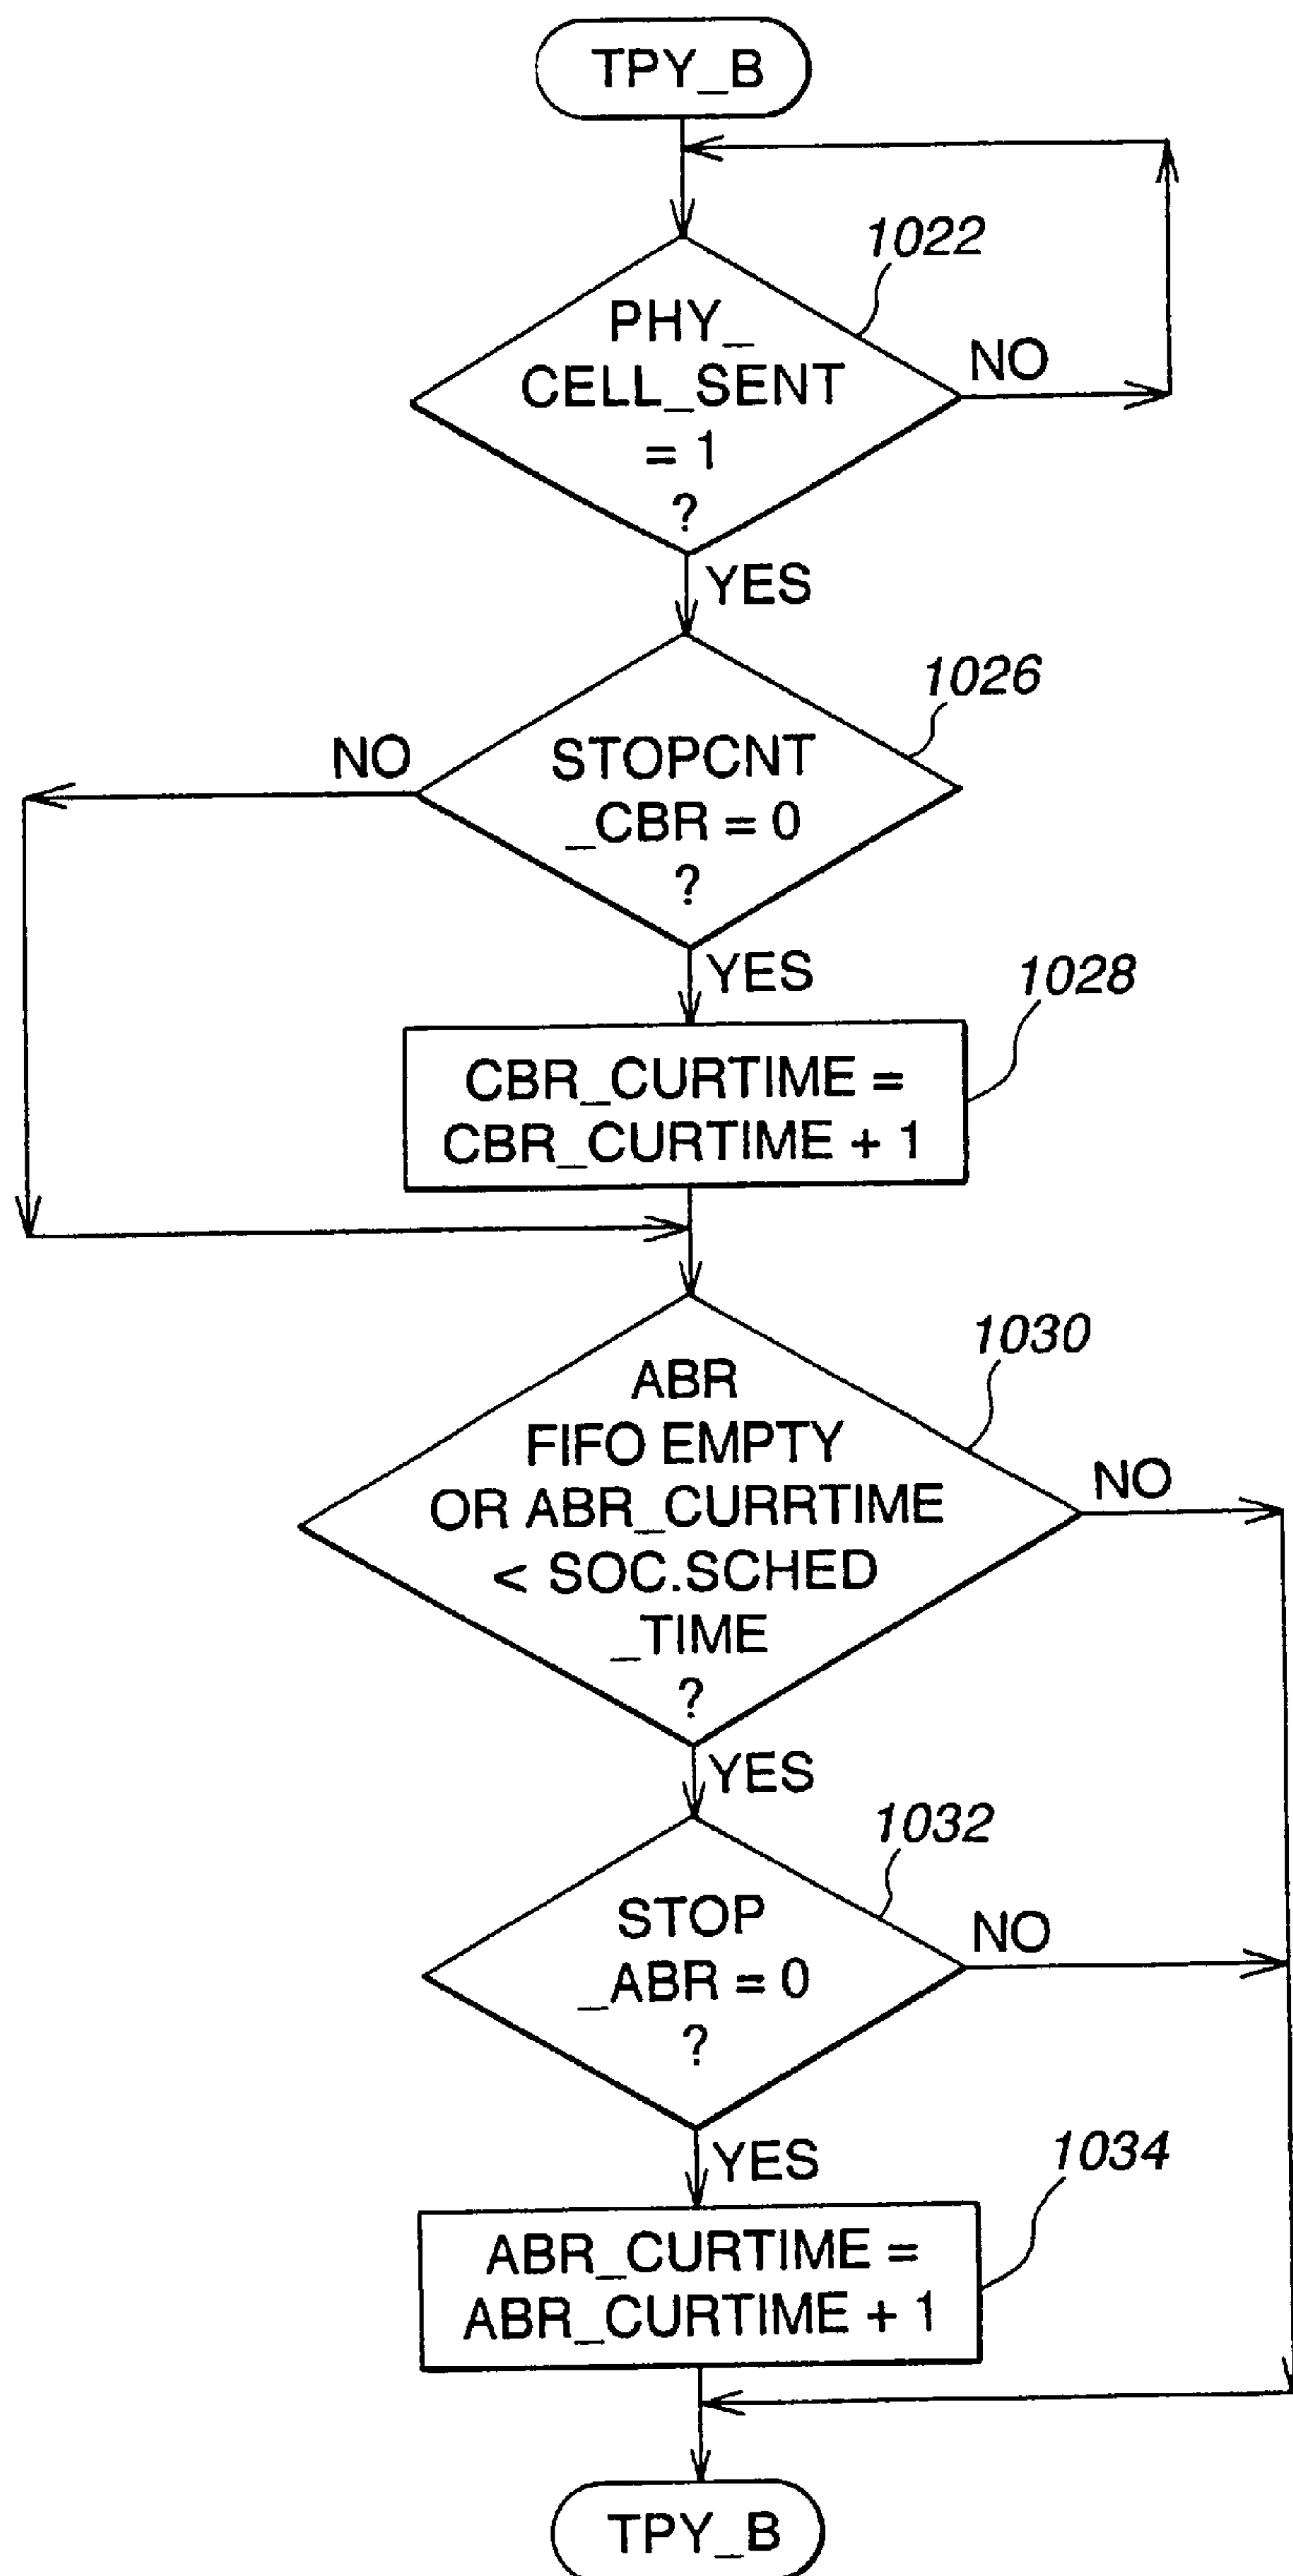 TPY_B
1022
PHY_
CELL_SENT
= 1
?
NO
YES
1026
NO
STOPCNT
_CBR = 0
?
YES
1028
CBR_CURTIME =
CBR_CURTIME + 1
1030
ABR
FIFO EMPTY
OR ABR_CURRTIME
< SOC.SCHED
_TIME
?
NO
YES
1032
STOP
_ABR = 0
?
NO
YES
1034
ABR_CURTIME =
ABR_CURTIME + 1
TPY_B